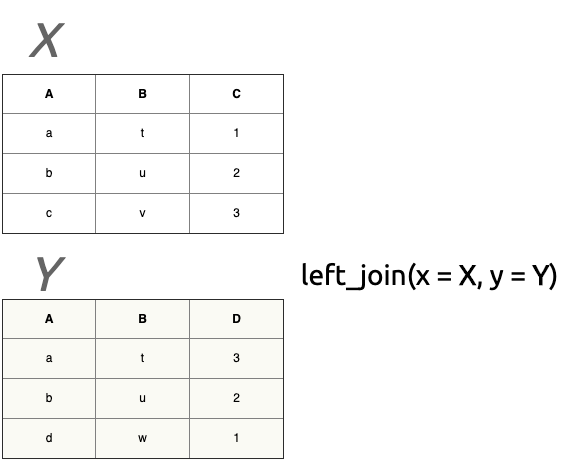 X
A B C
a t 1
b u 2
c v 3
Y
left_join(x = X, y = Y)
A B D
a t 3
b u 2
d w 1